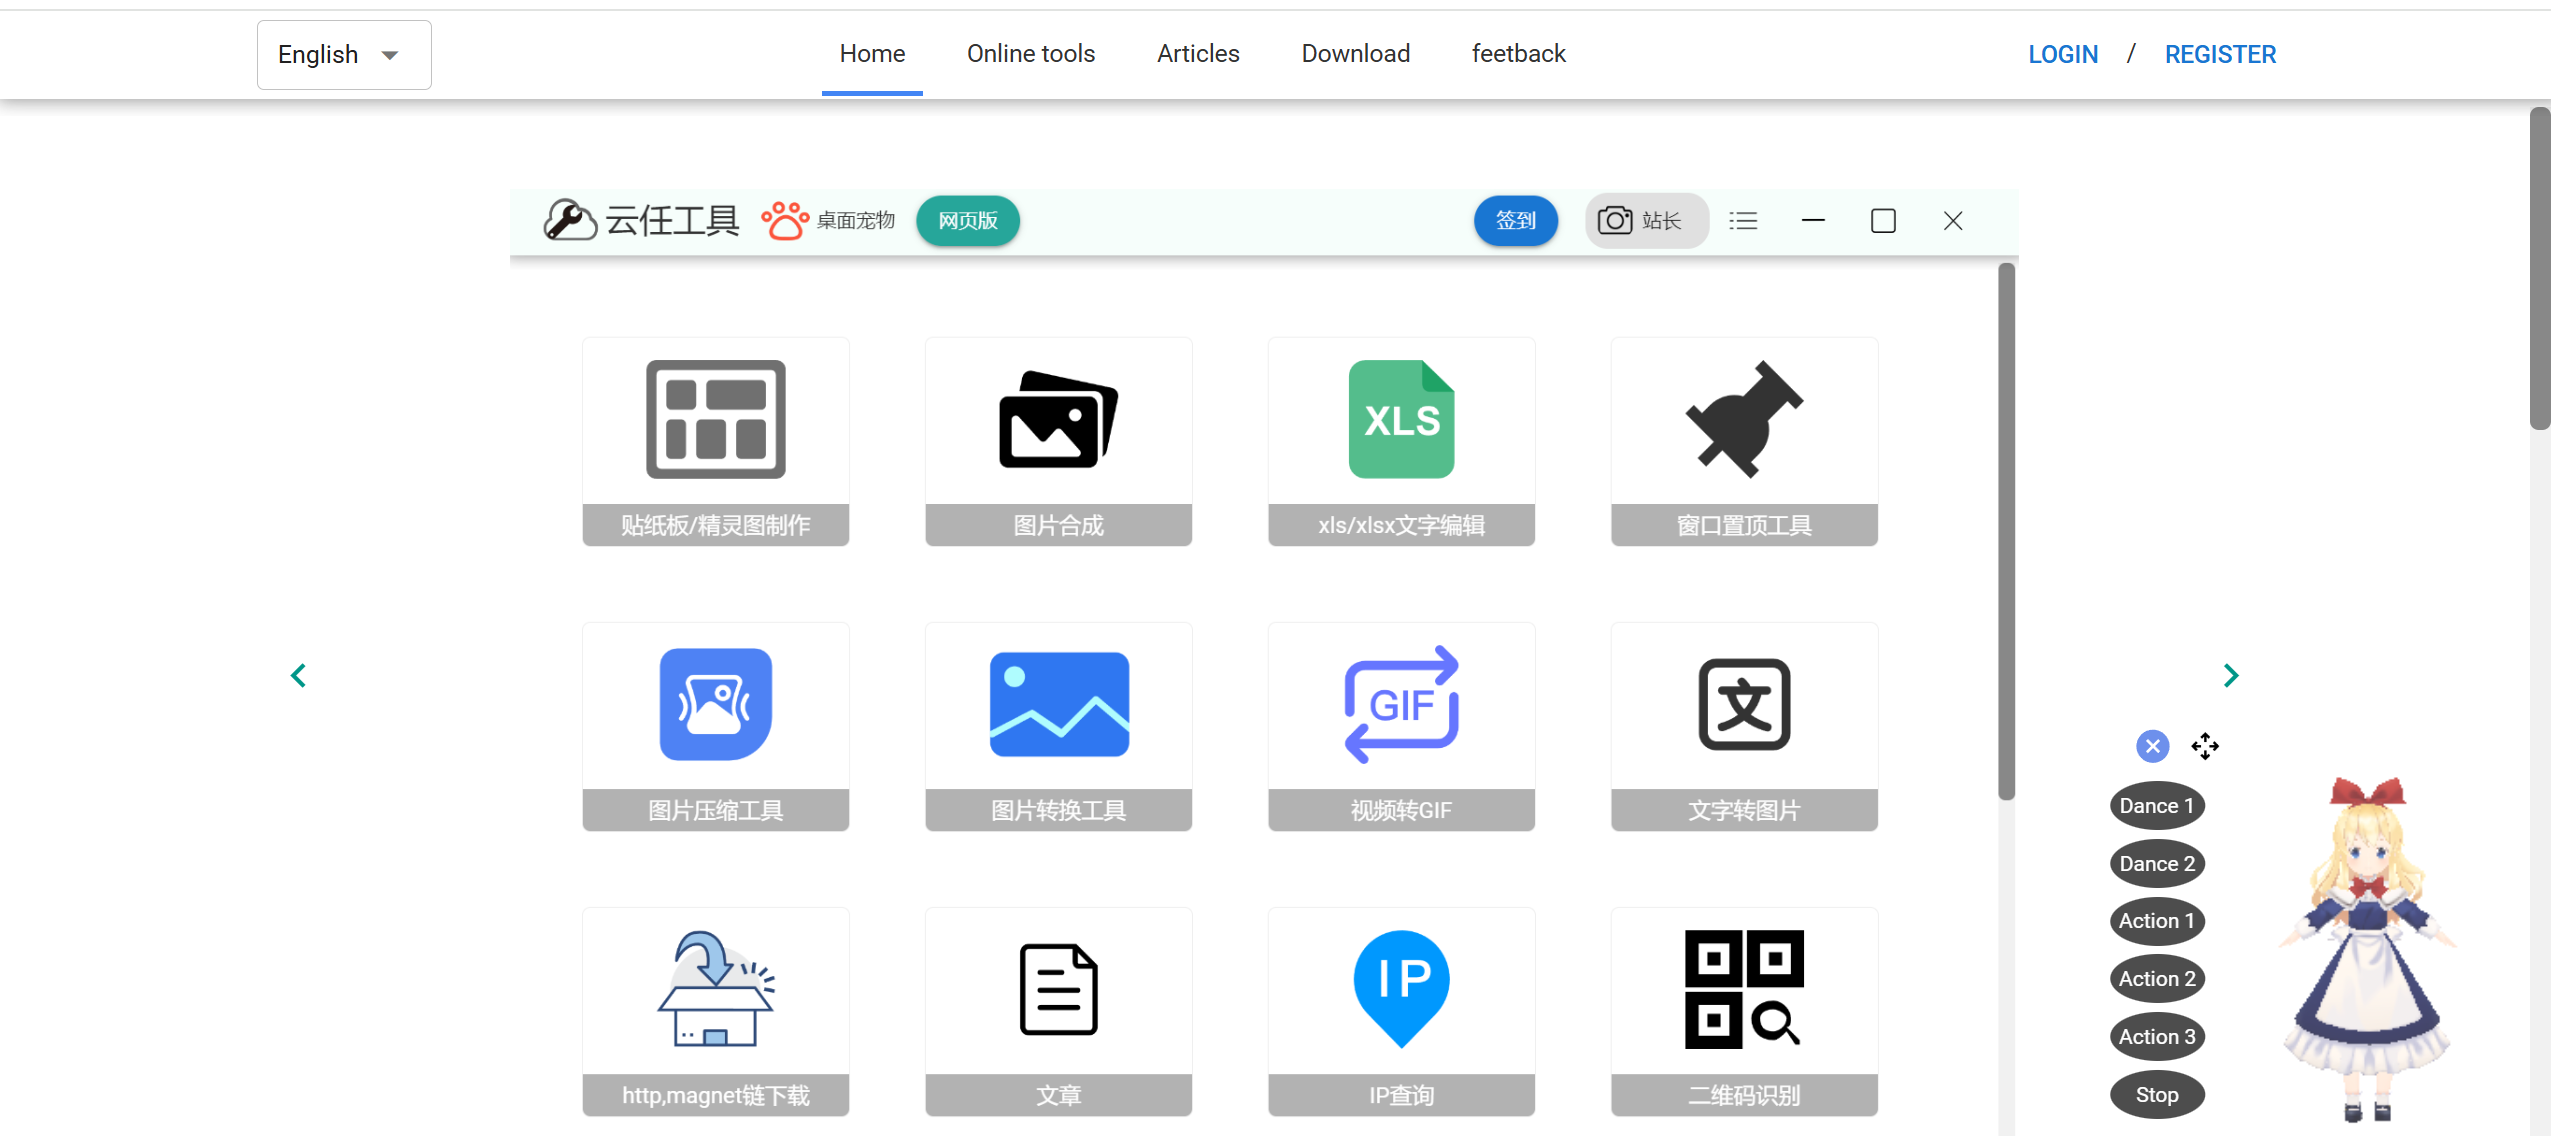 English
Home Online tools Articles Download feetback
LOGIN / REGISTER
云任工具 桌面宠物 网页版 签到 站长
XLS
贴纸板/精灵图制作 图片合成 xls/xlsx文字编辑 窗口置顶工具
GIF 文
图片压缩工具 图片转换工具 视频转GIF 文字转图片
IP
http,magnet链下载 文章 IP查询 二维码识别
Dance 1
Dance 2
Action 1
Action 2
Action 3
Stop